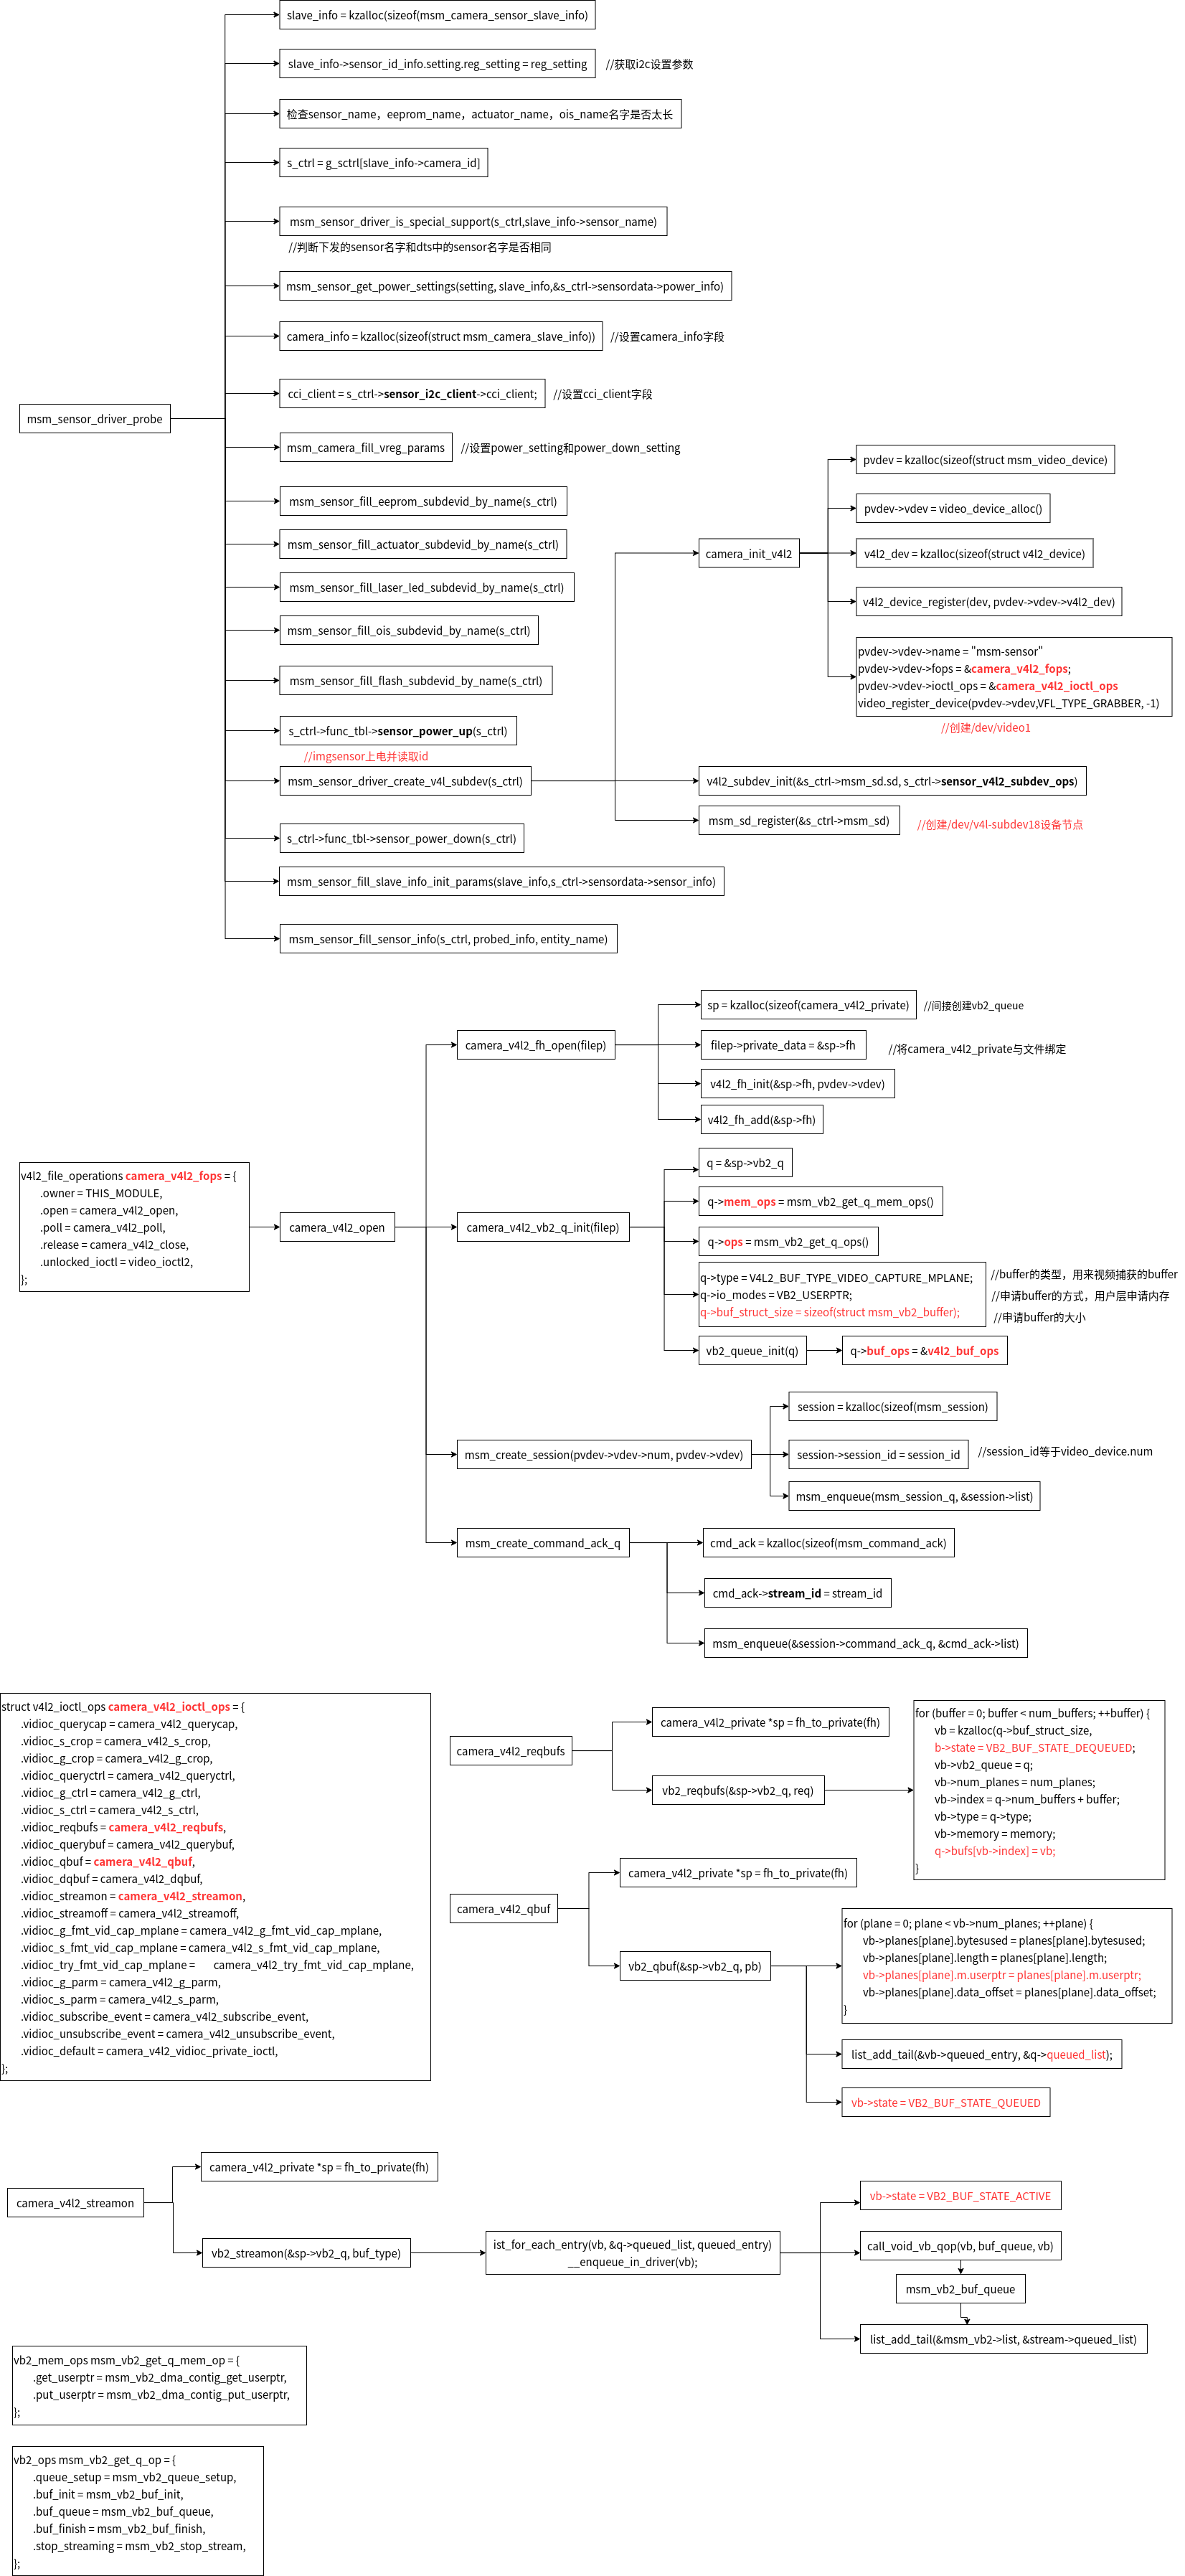 slave_info = kzalloc(sizeof(msm_camera_sensor_slave_info)
slave_info->sensor_id_info.setting.reg_setting = reg_setting
//获取i2c设置参数
检查sensor_name，eeprom_name，actuator_name，ois_name名字是否太长
s_ctrl = g_sctrl[slave_info->camera_id]
msm_sensor_driver_is_special_support(s_ctrl,slave_info->sensor_name)
//判断下发的sensor名字和dts中的sensor名字是否相同
msm_sensor_get_power_settings(setting, slave_info,&s_ctrl->sensordata->power_info)
camera_info = kzalloc(sizeof(struct msm_camera_slave_info))
//设置camera_info字段
cci_client = s_ctrl->sensor_i2c_client->cci_client;
//设置cci_client字段
msm_sensor_driver_probe
msm_camera_fill_vreg_params
//设置power_setting和power_down_setting
msm_sensor_fill_eeprom_subdevid_by_name(s_ctrl)
msm_sensor_fill_actuator_subdevid_by_name(s_ctrl)
msm_sensor_fill_laser_led_subdevid_by_name(s_ctrl)
msm_sensor_fill_ois_subdevid_by_name(s_ctrl)
msm_sensor_fill_flash_subdevid_by_name(s_ctrl)
s_ctrl->func_tbl->sensor_power_up(s_ctrl)
//imgsensor上电并读取id
msm_sensor_driver_create_v4l_subdev(s_ctrl)
s_ctrl->func_tbl->sensor_power_down(s_ctrl)
msm_sensor_fill_slave_info_init_params(slave_info,s_ctrl->sensordata->sensor_info)
msm_sensor_fill_sensor_info(s_ctrl, probed_info, entity_name)
camera_init_v4l2
pvdev = kzalloc(sizeof(struct msm_video_device)
pvdev->vdev = video_device_alloc()
v4l2_dev = kzalloc(sizeof(struct v4l2_device)
v4l2_device_register(dev, pvdev->vdev->v4l2_dev)
pvdev->vdev->name = "msm-sensor"
pvdev->vdev->fops = &camera_v4l2_fops;
pvdev->vdev->ioctl_ops = &camera_v4l2_ioctl_ops
video_register_device(pvdev->vdev,VFL_TYPE_GRABBER, -1)
//创建/dev/video1
v4l2_subdev_init(&s_ctrl->msm_sd.sd, s_ctrl->sensor_v4l2_subdev_ops)
msm_sd_register(&s_ctrl->msm_sd)
//创建/dev/v4l-subdev18设备节点
v4l2_file_operations camera_v4l2_fops = {
.owner = THIS_MODULE,
.open = camera_v4l2_open,
.poll = camera_v4l2_poll,
.release = camera_v4l2_close,
.unlocked_ioctl = video_ioctl2,
};
camera_v4l2_open
camera_v4l2_fh_open(filep)
sp = kzalloc(sizeof(camera_v4l2_private)
//间接创建vb2_queue
filep->private_data = &sp->fh
//将camera_v4l2_private与文件绑定
v4l2_fh_init(&sp->fh, pvdev->vdev)
v4l2_fh_add(&sp->fh)
camera_v4l2_vb2_q_init(filep)
q = &sp->vb2_q
q->mem_ops = msm_vb2_get_q_mem_ops()
q->ops = msm_vb2_get_q_ops()
q->type = V4L2_BUF_TYPE_VIDEO_CAPTURE_MPLANE;
q->io_modes = VB2_USERPTR;
q->buf_struct_size = sizeof(struct msm_vb2_buffer);
//buffer的类型，用来视频捕获的buffer
//申请buffer的方式，用户层申请内存
//申请buffer的大小
vb2_queue_init(q)
q->buf_ops = &v4l2_buf_ops
msm_create_session(pvdev->vdev->num, pvdev->vdev)
session = kzalloc(sizeof(msm_session)
session->session_id = session_id
//session_id等于video_device.num
msm_enqueue(msm_session_q, &session->list)
msm_create_command_ack_q
cmd_ack = kzalloc(sizeof(msm_command_ack)
cmd_ack->stream_id = stream_id
msm_enqueue(&session->command_ack_q, &cmd_ack->list)
struct v4l2_ioctl_ops camera_v4l2_ioctl_ops = {
.vidioc_querycap = camera_v4l2_querycap,
.vidioc_s_crop = camera_v4l2_s_crop,
.vidioc_g_crop = camera_v4l2_g_crop,
.vidioc_queryctrl = camera_v4l2_queryctrl,
.vidioc_g_ctrl = camera_v4l2_g_ctrl,
.vidioc_s_ctrl = camera_v4l2_s_ctrl,
.vidioc_reqbufs = camera_v4l2_reqbufs,
.vidioc_querybuf = camera_v4l2_querybuf,
.vidioc_qbuf = camera_v4l2_qbuf,
.vidioc_dqbuf = camera_v4l2_dqbuf,
.vidioc_streamon = camera_v4l2_streamon,
.vidioc_streamoff = camera_v4l2_streamoff,
.vidioc_g_fmt_vid_cap_mplane = camera_v4l2_g_fmt_vid_cap_mplane,
.vidioc_s_fmt_vid_cap_mplane = camera_v4l2_s_fmt_vid_cap_mplane,
.vidioc_try_fmt_vid_cap_mplane = camera_v4l2_try_fmt_vid_cap_mplane,
.vidioc_g_parm = camera_v4l2_g_parm,
.vidioc_s_parm = camera_v4l2_s_parm,
.vidioc_subscribe_event = camera_v4l2_subscribe_event,
.vidioc_unsubscribe_event = camera_v4l2_unsubscribe_event,
.vidioc_default = camera_v4l2_vidioc_private_ioctl,
};
camera_v4l2_reqbufs
camera_v4l2_private *sp = fh_to_private(fh)
vb2_reqbufs(&sp->vb2_q, req)
for (buffer = 0; buffer < num_buffers; ++buffer) {
vb = kzalloc(q->buf_struct_size,
b->state = VB2_BUF_STATE_DEQUEUED;
vb->vb2_queue = q;
vb->num_planes = num_planes;
vb->index = q->num_buffers + buffer;
vb->type = q->type;
vb->memory = memory;
q->bufs[vb->index] = vb;
}
camera_v4l2_qbuf
camera_v4l2_private *sp = fh_to_private(fh)
vb2_qbuf(&sp->vb2_q, pb)
for (plane = 0; plane < vb->num_planes; ++plane) {
vb->planes[plane].bytesused = planes[plane].bytesused;
vb->planes[plane].length = planes[plane].length;
vb->planes[plane].m.userptr = planes[plane].m.userptr;
vb->planes[plane].data_offset = planes[plane].data_offset;
}
list_add_tail(&vb->queued_entry, &q->queued_list);
vb->state = VB2_BUF_STATE_QUEUED
camera_v4l2_streamon
camera_v4l2_private *sp = fh_to_private(fh)
vb2_streamon(&sp->vb2_q, buf_type)
ist_for_each_entry(vb, &q->queued_list, queued_entry)
__enqueue_in_driver(vb);
vb->state = VB2_BUF_STATE_ACTIVE
call_void_vb_qop(vb, buf_queue, vb)
msm_vb2_buf_queue
list_add_tail(&msm_vb2->list, &stream->queued_list)
vb2_mem_ops msm_vb2_get_q_mem_op = {
.get_userptr = msm_vb2_dma_contig_get_userptr,
.put_userptr = msm_vb2_dma_contig_put_userptr,
};
vb2_ops msm_vb2_get_q_op = {
.queue_setup = msm_vb2_queue_setup,
.buf_init = msm_vb2_buf_init,
.buf_queue = msm_vb2_buf_queue,
.buf_finish = msm_vb2_buf_finish,
.stop_streaming = msm_vb2_stop_stream,
};